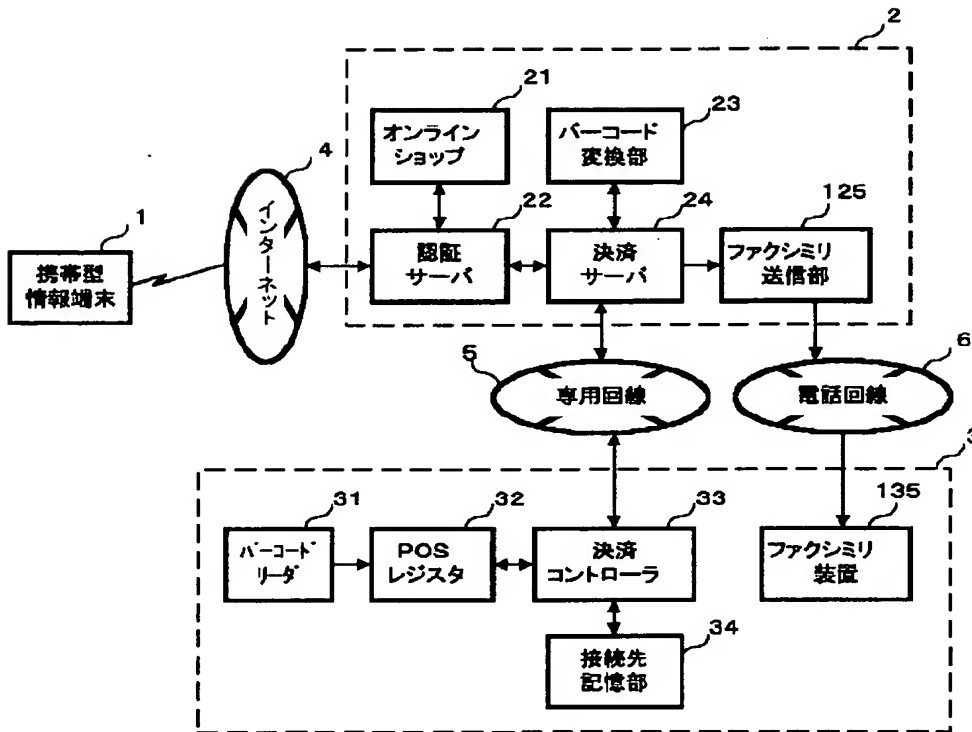 2
21
23
オンライン
ショップ
バーコード
変換部
4
22
24
125
1
インターネット
認証
サーバ
決済
サーバ
ファクシミリ
送信部
携帯型
情報端末
5
専用回線
6
電話回線
3
31
32
33
135
バーコード
リーダ
POS
レジスタ
決済
コントローラ
ファクシミリ
装置
34
接続先
記憶部